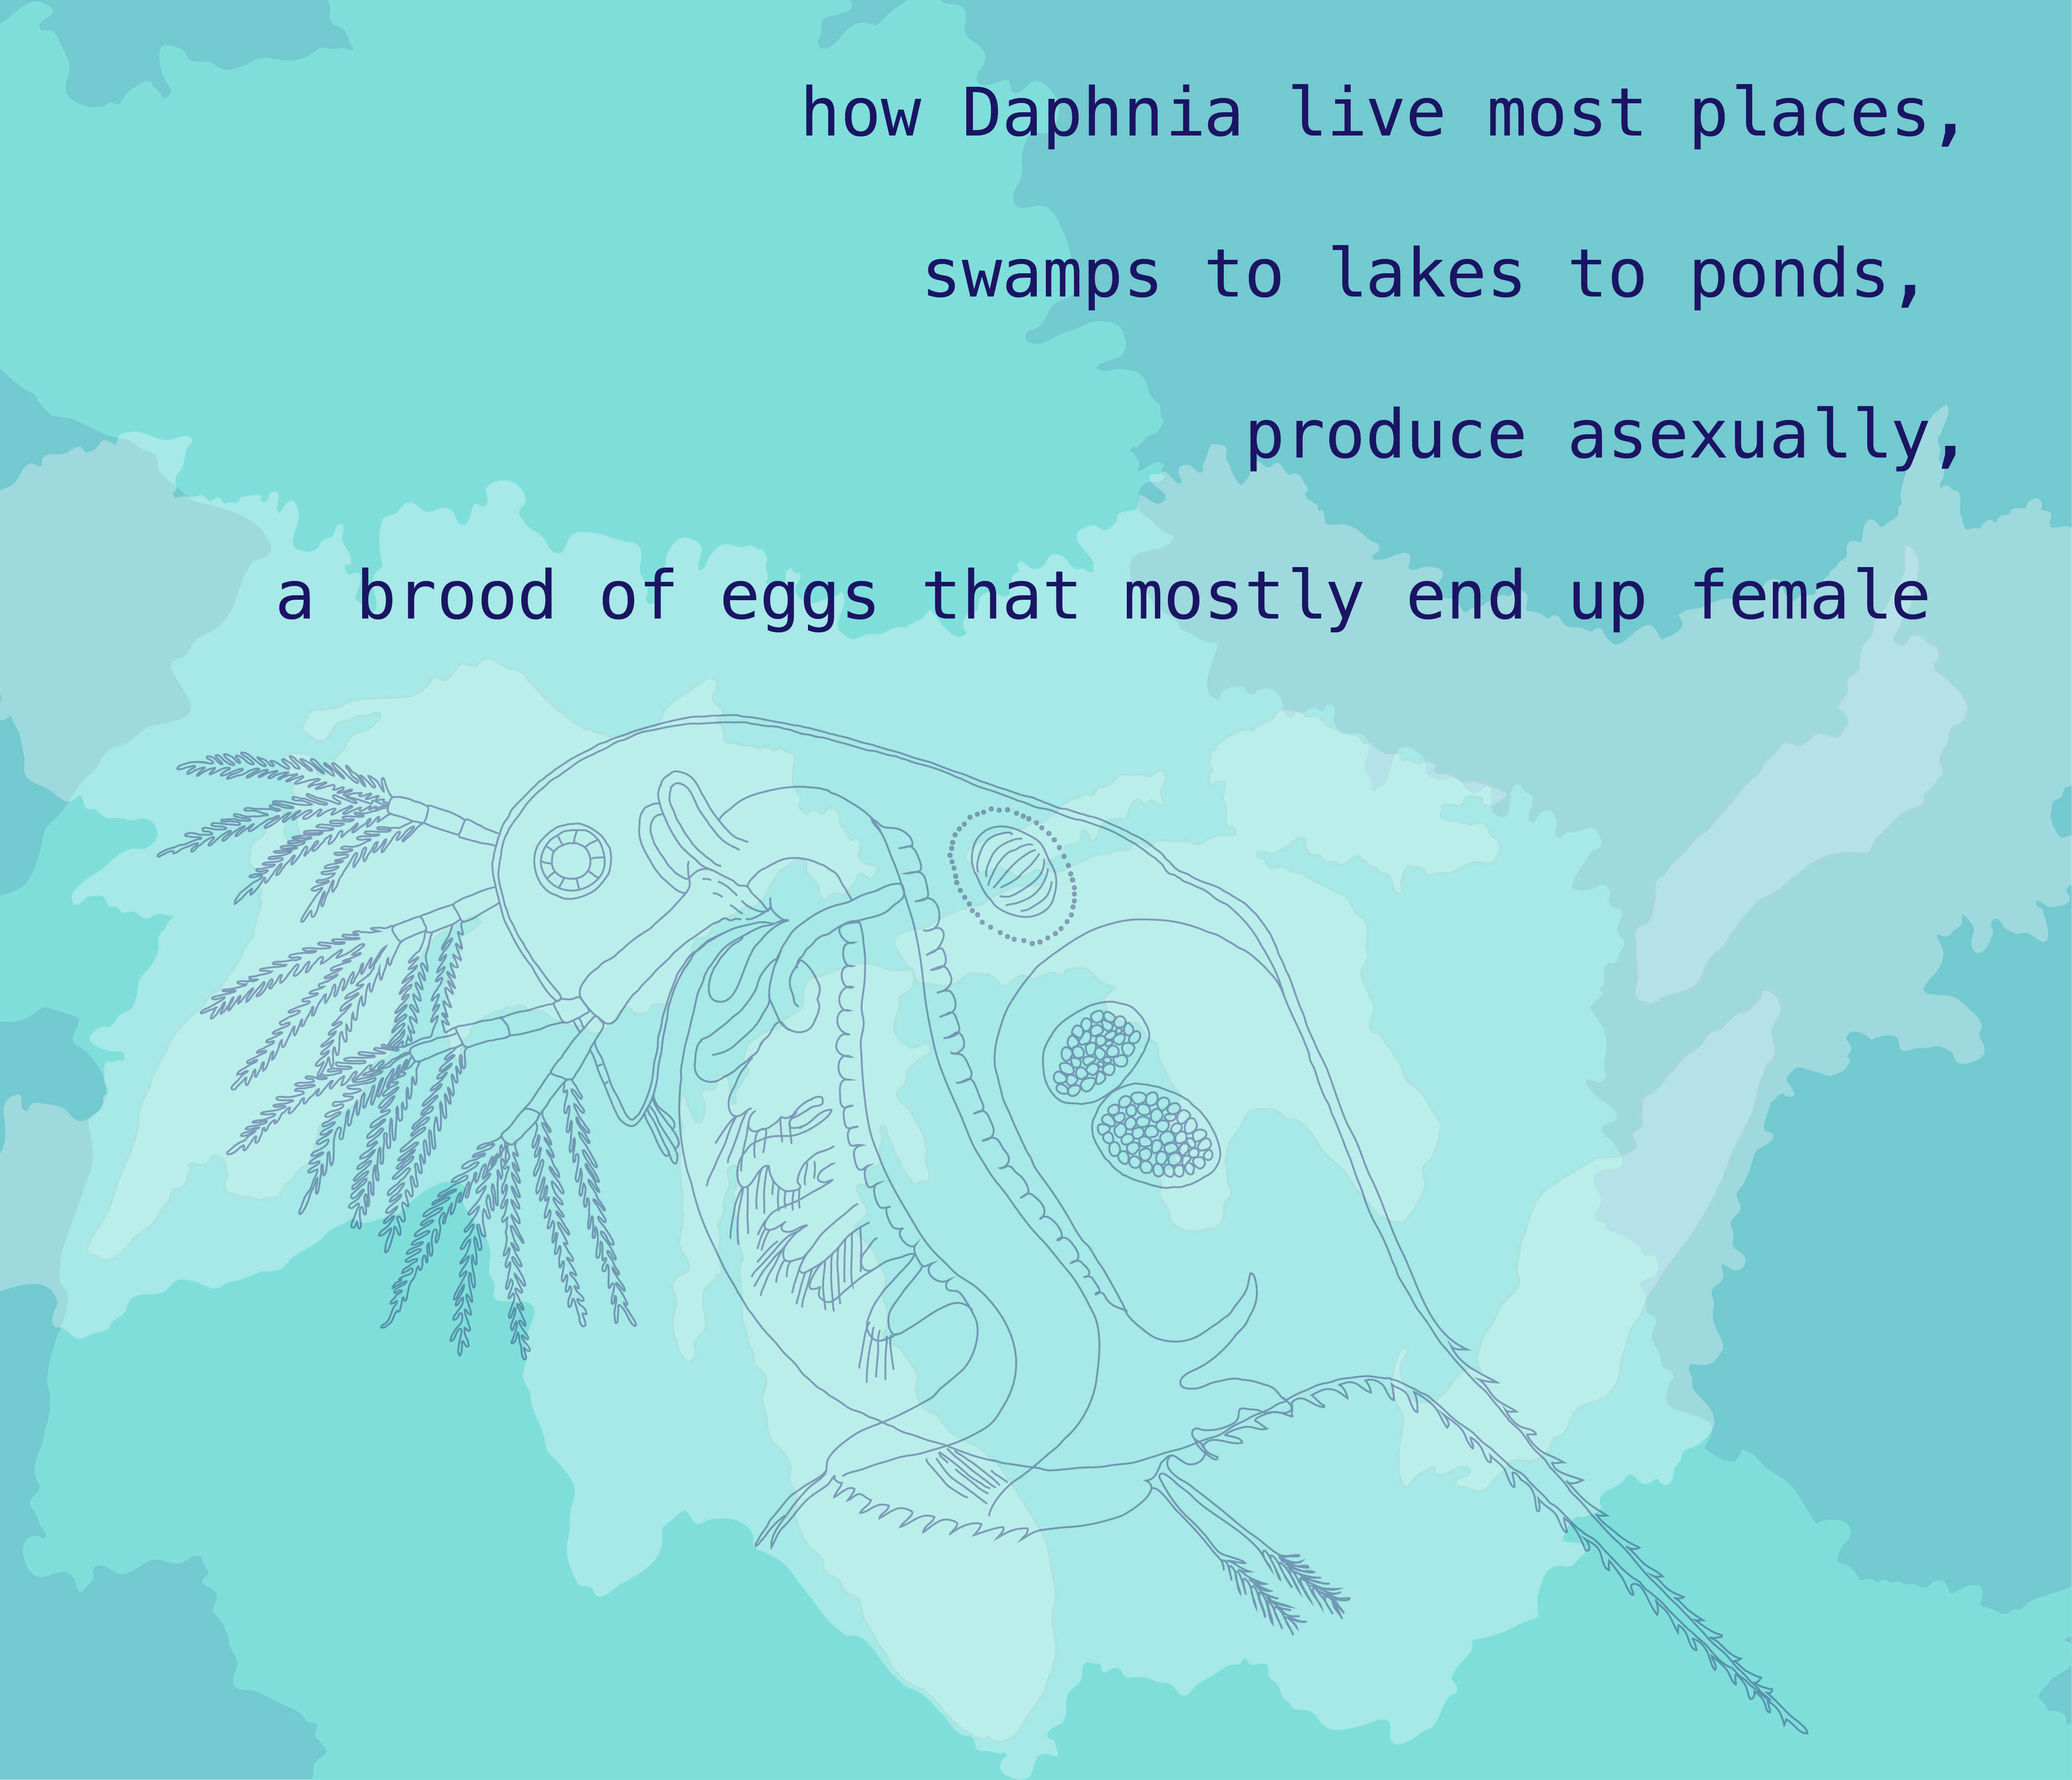 how Daphnia live most places,
swamps to lakes to ponds,
produce asexually,
a brood of eggs that mostly end up female